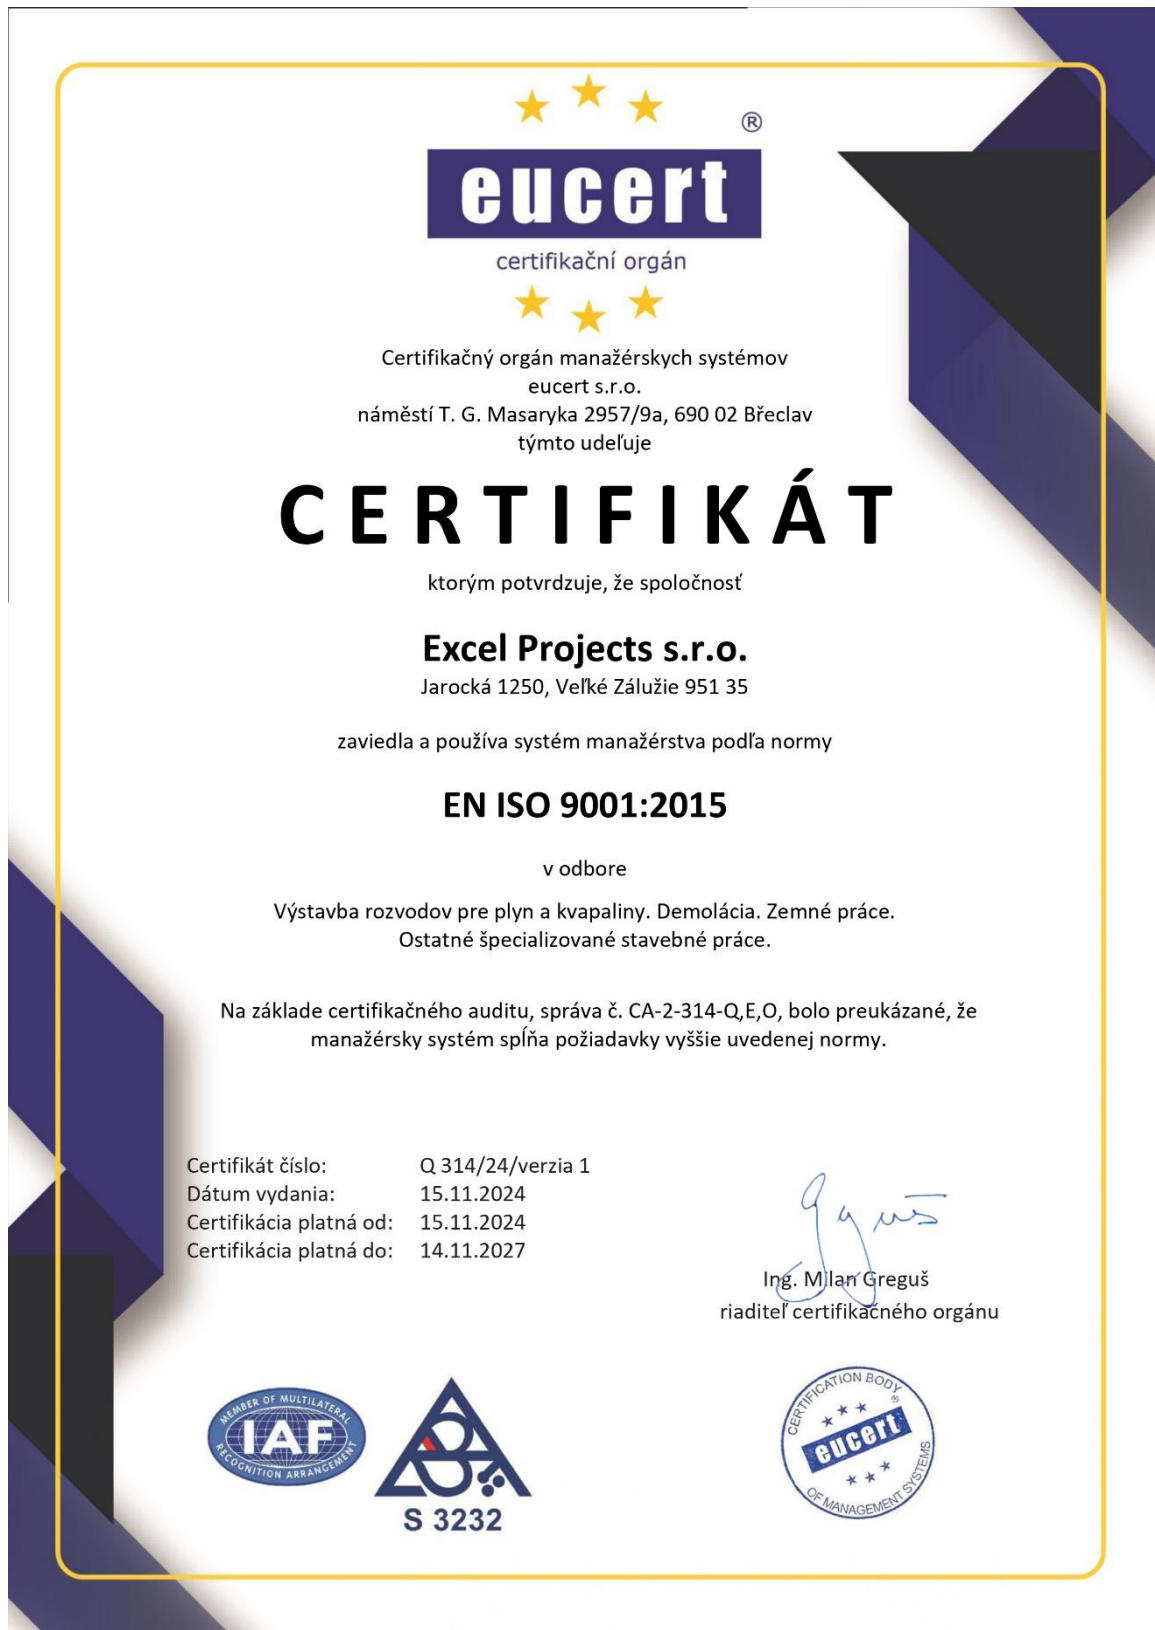 ®
eucert
certifikační orgán
Certifikačný orgán manažérskych systémov
eucert s.r.o.
náměstí T. G. Masaryka 2957/9a, 690 02 Břeclav
týmto udeľuje
CERTIFIKÁT
ktorým potvrdzuje, že spoločnosť
Excel Projects s.r.o.
Jarocká 1250, Veľké Zálužie 951 35
zaviedla a používa systém manažérstva podľa normy
EN ISO 9001:2015
v odbore
Výstavba rozvodov pre plyn a kvapaliny. Demolácia. Zemné práce.
Ostatné špecializované stavebné práce.
Na základe certifikačného auditu, správa č. CA-2-314-Q,E,O, bolo preukázané, že
manažérsky systém spĺňa požiadavky vyššie uvedenej normy.
Certifikát číslo: Q 314/24/verzia 1
Dátum vydania: 15.11.2024
Certifikácia platná od: 15.11.2024
Certifikácia platná do: 14.11.2027
Ing. Milan Greguš
riaditeľ certifikačného orgánu
MEMBER OF MULTILATERAL
IAF
RECOGNITION ARRANGEMENT
S 3232
CERTIFICATION BODY
®
eucert
OF MANAGEMENT SYSTEMS